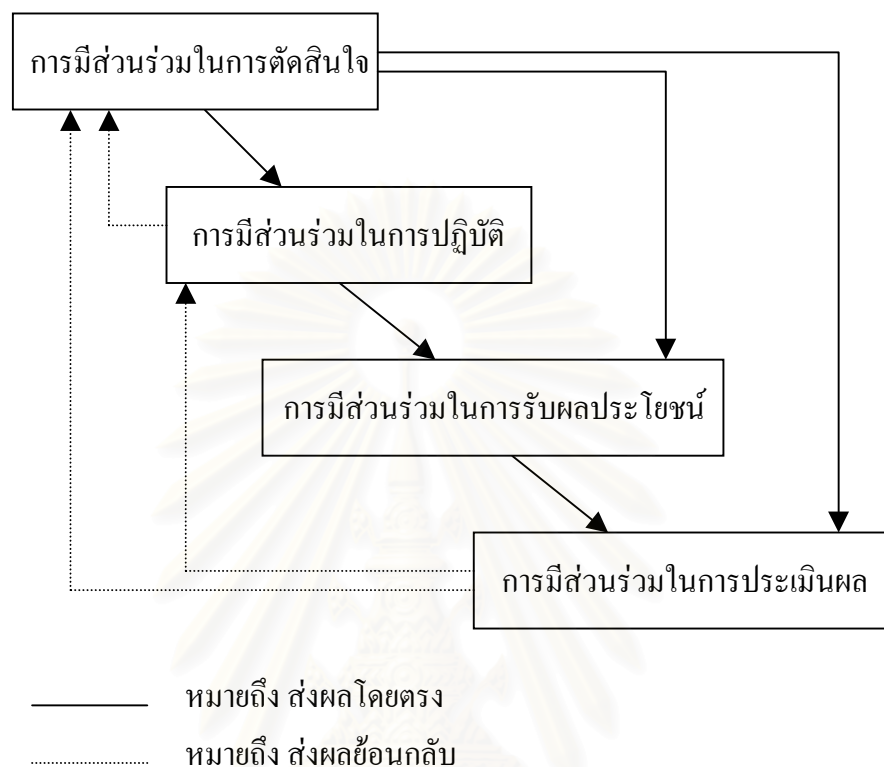 การมีส่วนร่วมในการตัดสินใจ
การมีส่วนร่วมในการปฏิบัติ
การมีส่วนร่วมในการรับผลประโยชน์
การมีส่วนร่วมในการประเมินผล
หมายถึง ส่งผลโดยตรง
หมายถึง ส่งผลย้อนกลับ